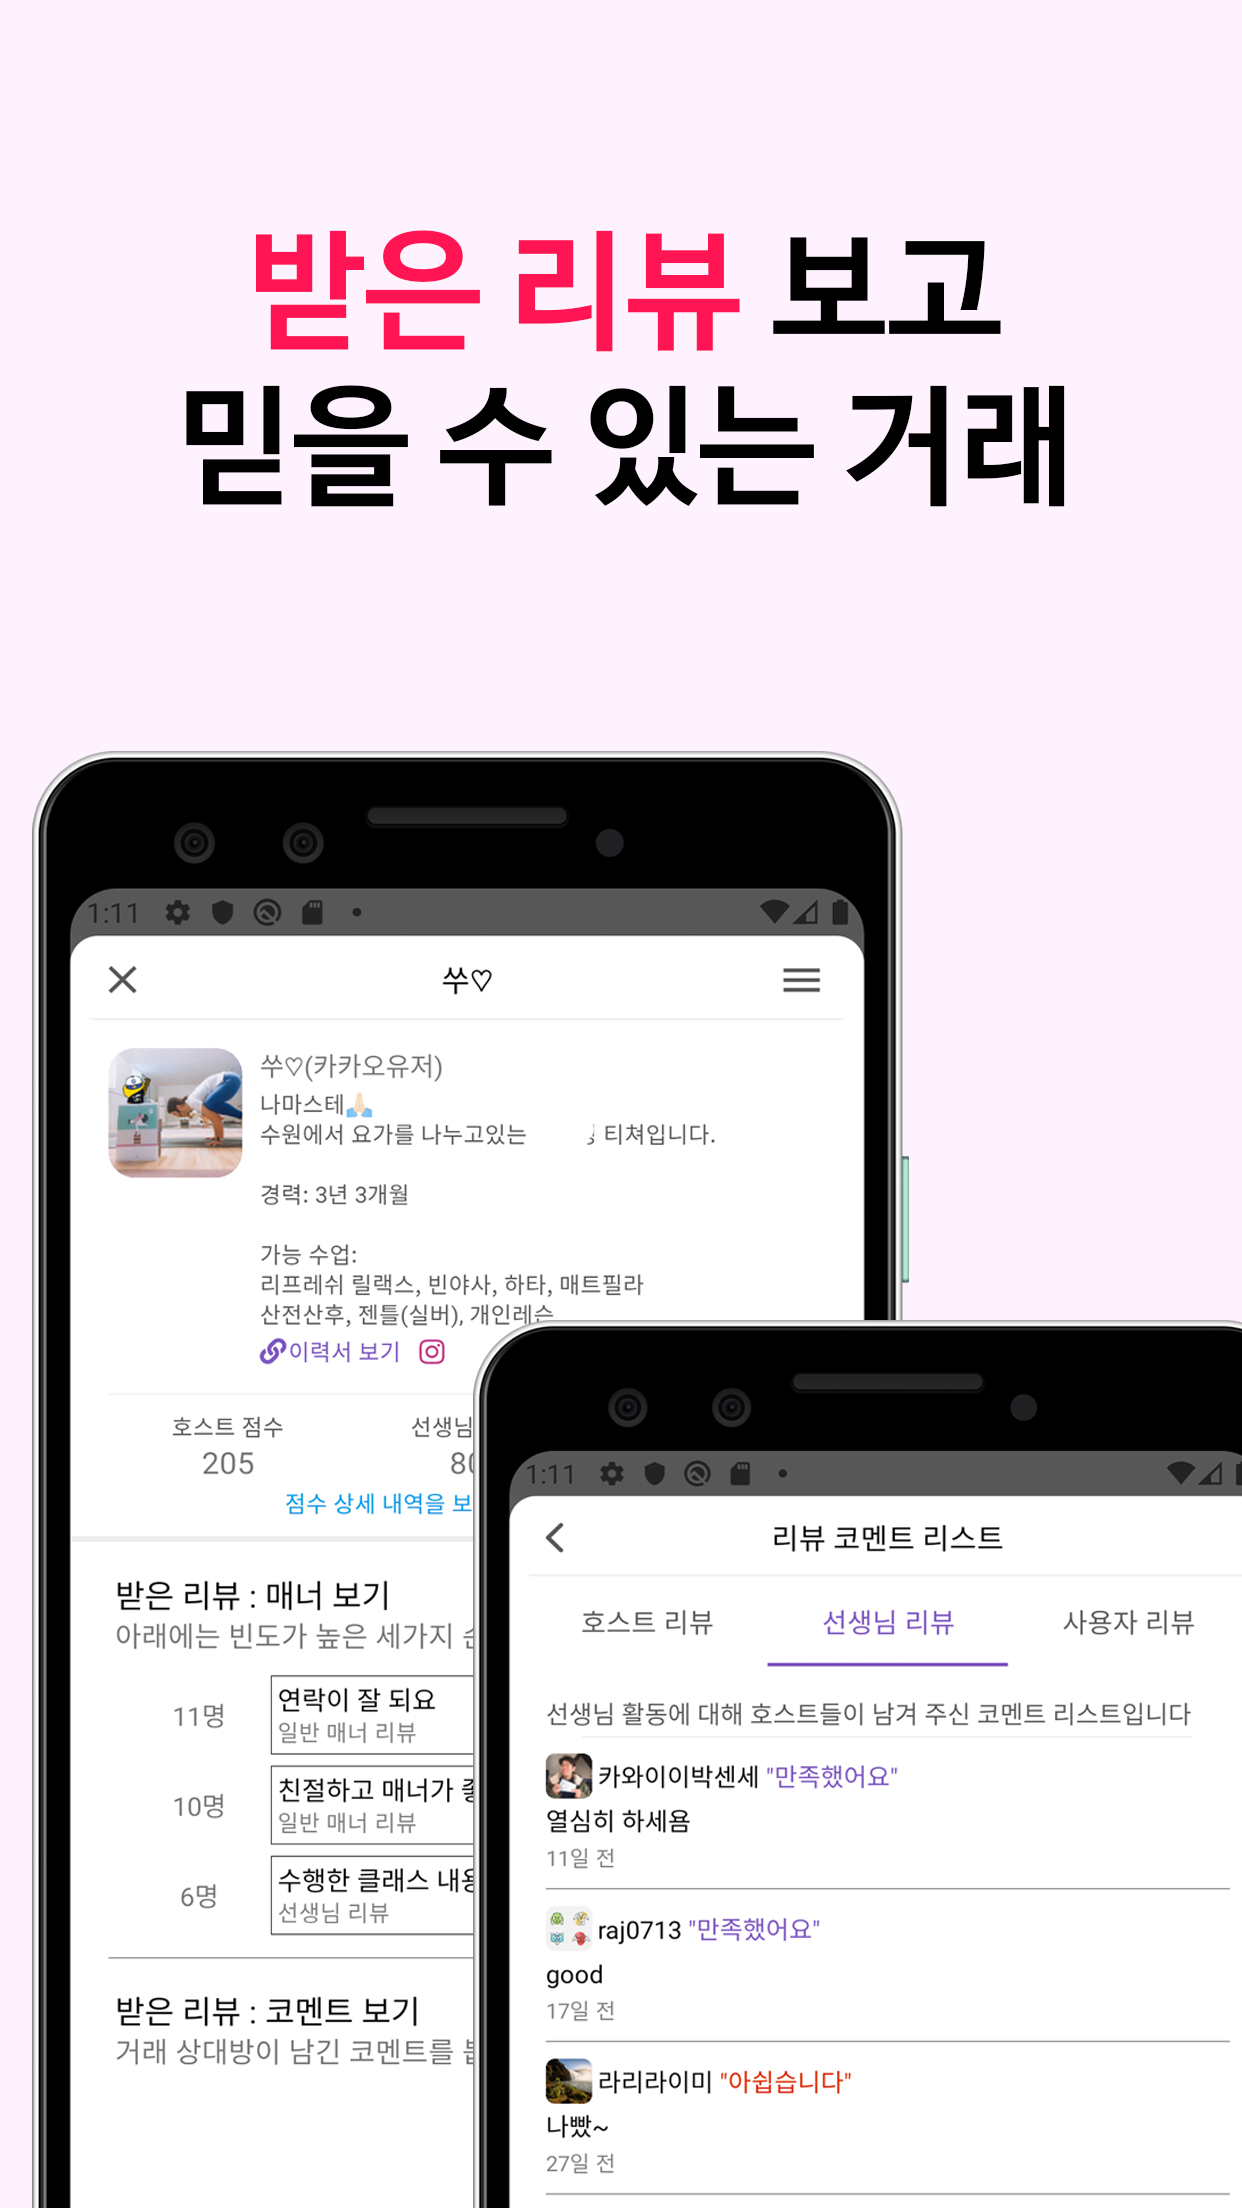 받은 리뷰 보고
믿을 수 있는 거래
1:11
쑤♡
쑤♡(카카오유저)
나마스테🙏🏻
수원에서 요가를 나누고있는 티쳐입니다.
경력: 3년 3개월
가능 수업:
리프레쉬 릴랙스, 빈야사, 하타, 매트필라
산전산후, 젠틀(실버), 개인레슨
이력서 보기
호스트 점수
선생님
205
80
점수 상세 내역을 보
받은 리뷰 : 매너 보기
아래에는 빈도가 높은 세가지
11명
연락이 잘 되요
일반 매너 리뷰
10명
친절하고 매너가
일반 매너 리뷰
6명
수행한 클래스
선생님 리뷰
받은 리뷰 : 코멘트 보기
거래 상대방이 남긴 코멘트를
1:11
리뷰 코멘트 리스트
호스트 리뷰
선생님 리뷰
사용자 리뷰
선생님 활동에 대해 호스트들이 남겨 주신 코멘트 리스트입니다
카와이이박센세 "만족했어요"
열심히 하세욤
11일 전
raj0713 "만족했어요"
good
17일 전
라리라이미 "아쉽습니다"
나빴~
27일 전